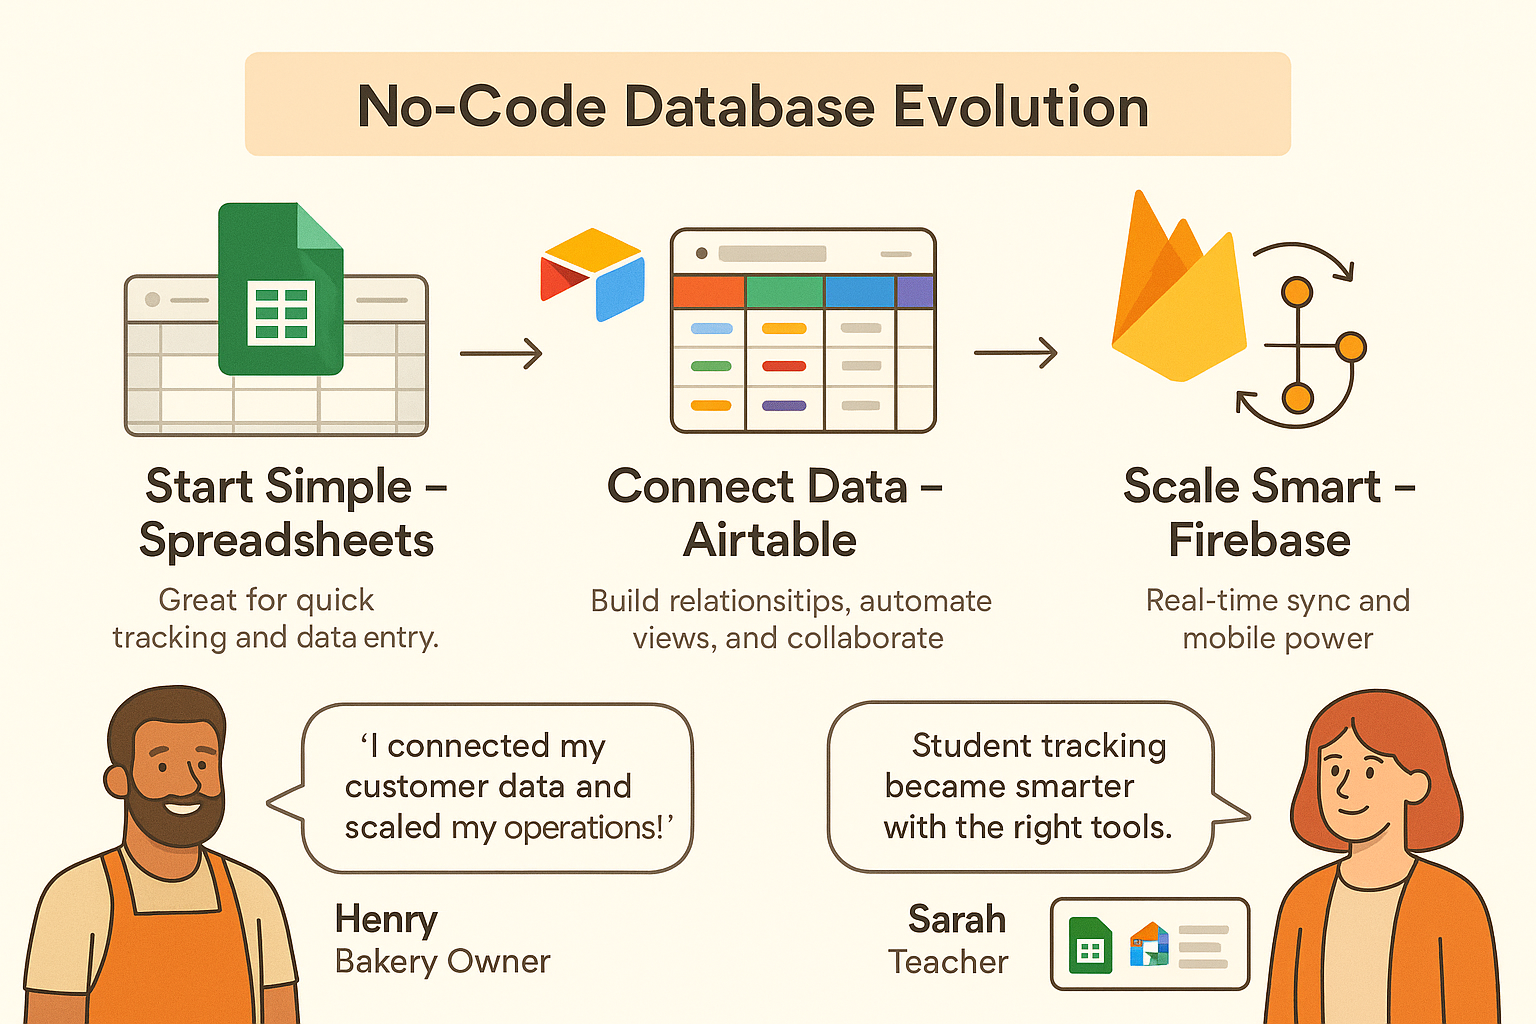 No-Code Database Evolution
Start Simple –
Spreadsheets
Great for quick
tracking and data entry.
Connect Data –
Airtable
Build relationsitips, automate
views, and collaborate
Scale Smart –
Firebase
Real-time sync and
mobile power
‘I connected my
customer data and
scaled my operations!’
Henry
Bakery Owner
Student tracking
became smarter
with the right tools.
Sarah
Teacher